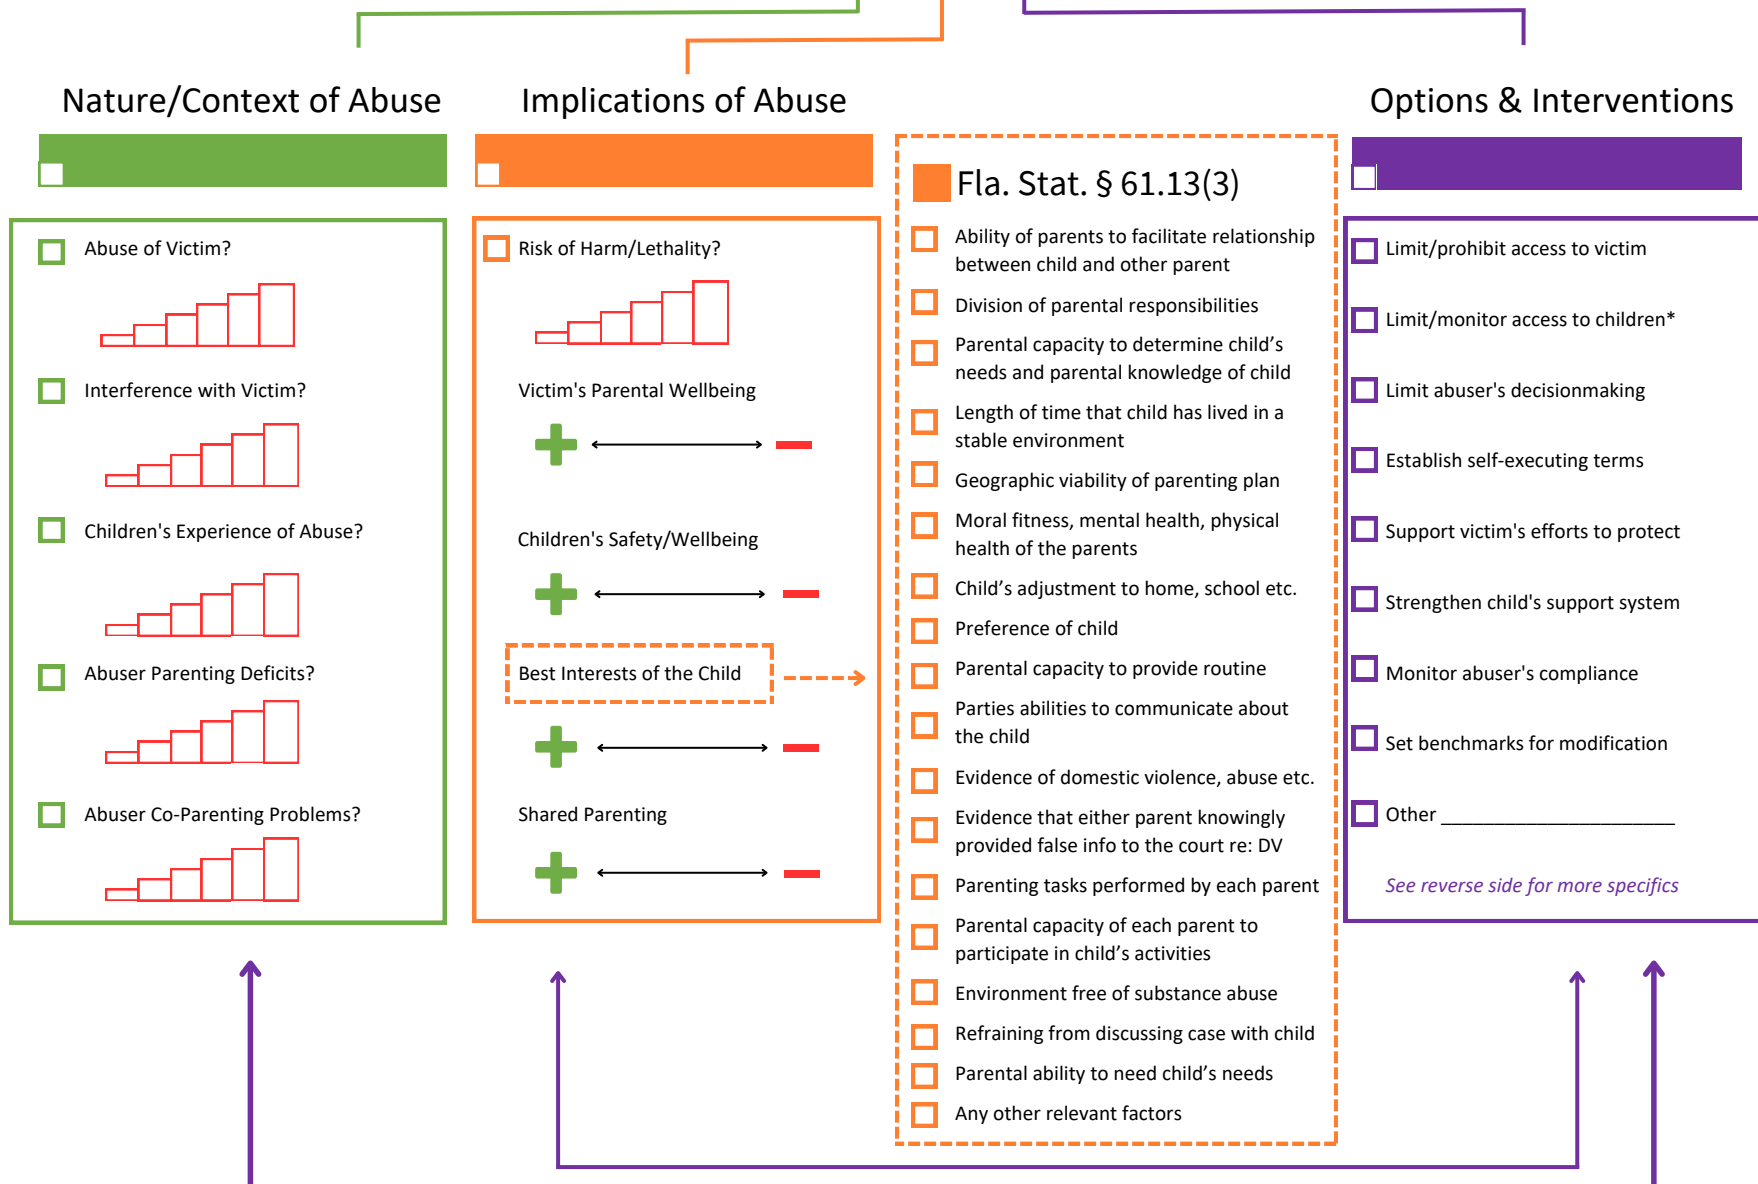 Nature/Context of Abuse
Abuse of Victim?
Interference with Victim?
Children's Experience of Abuse?
Abuser Parenting Deficits?
Abuser Co-Parenting Problems?
Implications of Abuse
Risk of Harm/Lethality?
Victim's Parental Wellbeing
Children's Safety/Wellbeing
Best Interests of the Child
Shared Parenting
Fla. Stat. § 61.13(3)
Ability of parents to facilitate relationship
between child and other parent
Division of parental responsibilities
Parental capacity to determine child’s
needs and parental knowledge of child
Length of time that child has lived in a
stable environment
Geographic viability of parenting plan
Moral fitness, mental health, physical
health of the parents
Child’s adjustment to home, school etc.
Preference of child
Parental capacity to provide routine
Parties abilities to communicate about
the child
Evidence of domestic violence, abuse etc.
Evidence that either parent knowingly
provided false info to the court re: DV
Parenting tasks performed by each parent
Parental capacity of each parent to
participate in child’s activities
Environment free of substance abuse
Refraining from discussing case with child
Parental ability to need child’s needs
Any other relevant factors
Options & Interventions
Limit/prohibit access to victim
Limit/monitor access to children*
Limit abuser's decisionmaking
Establish self-executing terms
Support victim's efforts to protect
Strengthen child's support system
Monitor abuser's compliance
Set benchmarks for modification
Other ______________________
See reverse side for more specifics